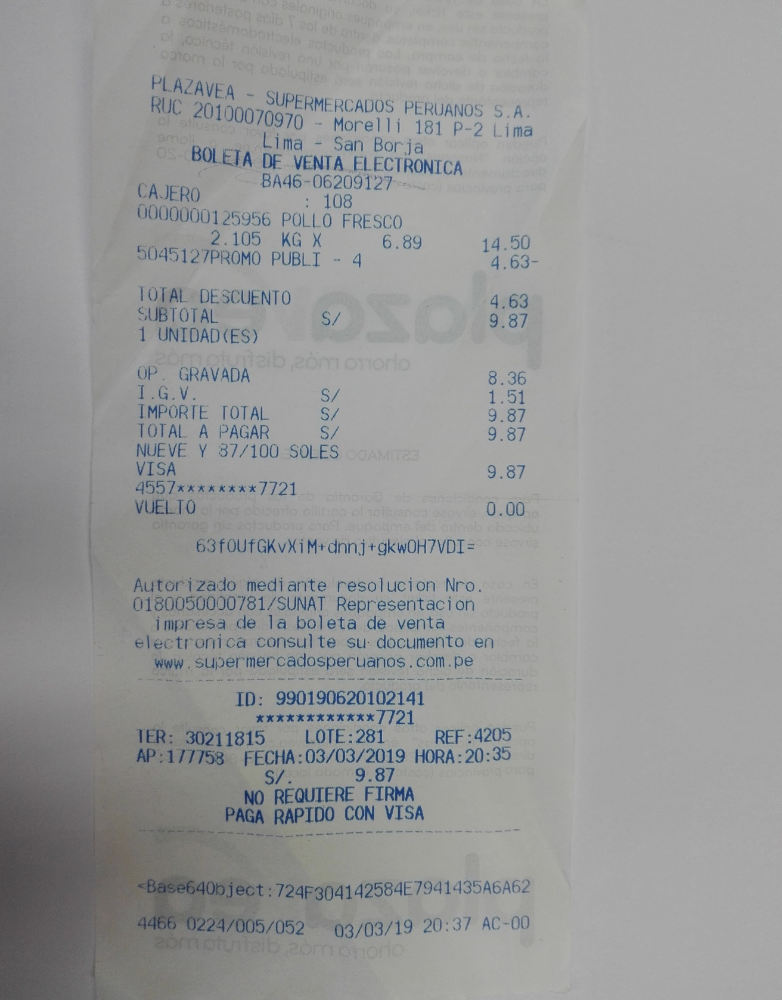 PLAZAVEA - SUPERMERCADOS PERUANOS S.A.
RUC 20100070970 - Morelli 181 P-2 Lima
Lima - San Borja
BOLETA DE VENTA ELECTRONICA
BA46-06209127
CAJERO : 108
0000000125956 POLLO FRESCO
2.105 KG X 6.89 14.50
5045127PROMO PUBLI - 4 4.63-
TOTAL DESCUENTO 4.63
SUBTOTAL S/ 9.87
1 UNIDAD(ES)
OP. GRAVADA 8.36
I.G.V. S/ 1.51
IMPORTE TOTAL S/ 9.87
TOTAL A PAGAR S/ 9.87
NUEVE Y 87/100 SOLES
VISA 9.87
4557********7721
VUELTO 0.00
63f0UfGKvXiM+dnnj+gkwOH7VDI=
Autorizado mediante resolucion Nro.
0180050000781/SUNAT Representacion
impresa de la boleta de venta
electronica consulte su documento en
www.supermercadosperuanos.com.pe
ID: 990190620102141
************7721
TER: 30211815 LOTE:281 REF:4205
AP:177758 FECHA:03/03/2019 HORA:20:35
S/. 9.87
NO REQUIERE FIRMA
PAGA RAPIDO CON VISA
<Base64Object:724F304142584E7941435A6A62
4466 0224/005/052 03/03/19 20:37 AC-00